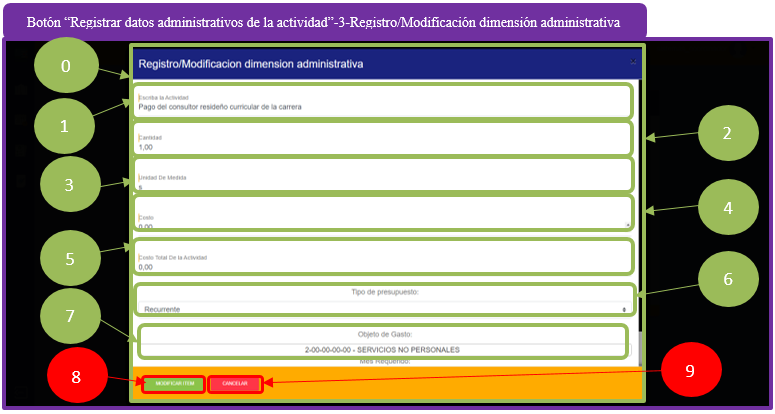 Botón “Registrar datos administrativos de la actividad”-3-Registro/Modificación dimensión administrativa
0
Registro/Modificacion dimension administrativa
1
Escriba la Actividad
Pago del consultor resideño curricular de la carrera
2
Cantidad
1,00
3
Unidad De Medida
s
4
Costo
0,00
5
Costo Total De la Actividad
0,00
6
Tipo de presupuesto:
Recurrente
7
Objeto de Gasto:
2-00-00-00-00 - SERVICIOS NO PERSONALES
Mes Requerido:
8
MODIFICAR ITEM
CANCELAR
9